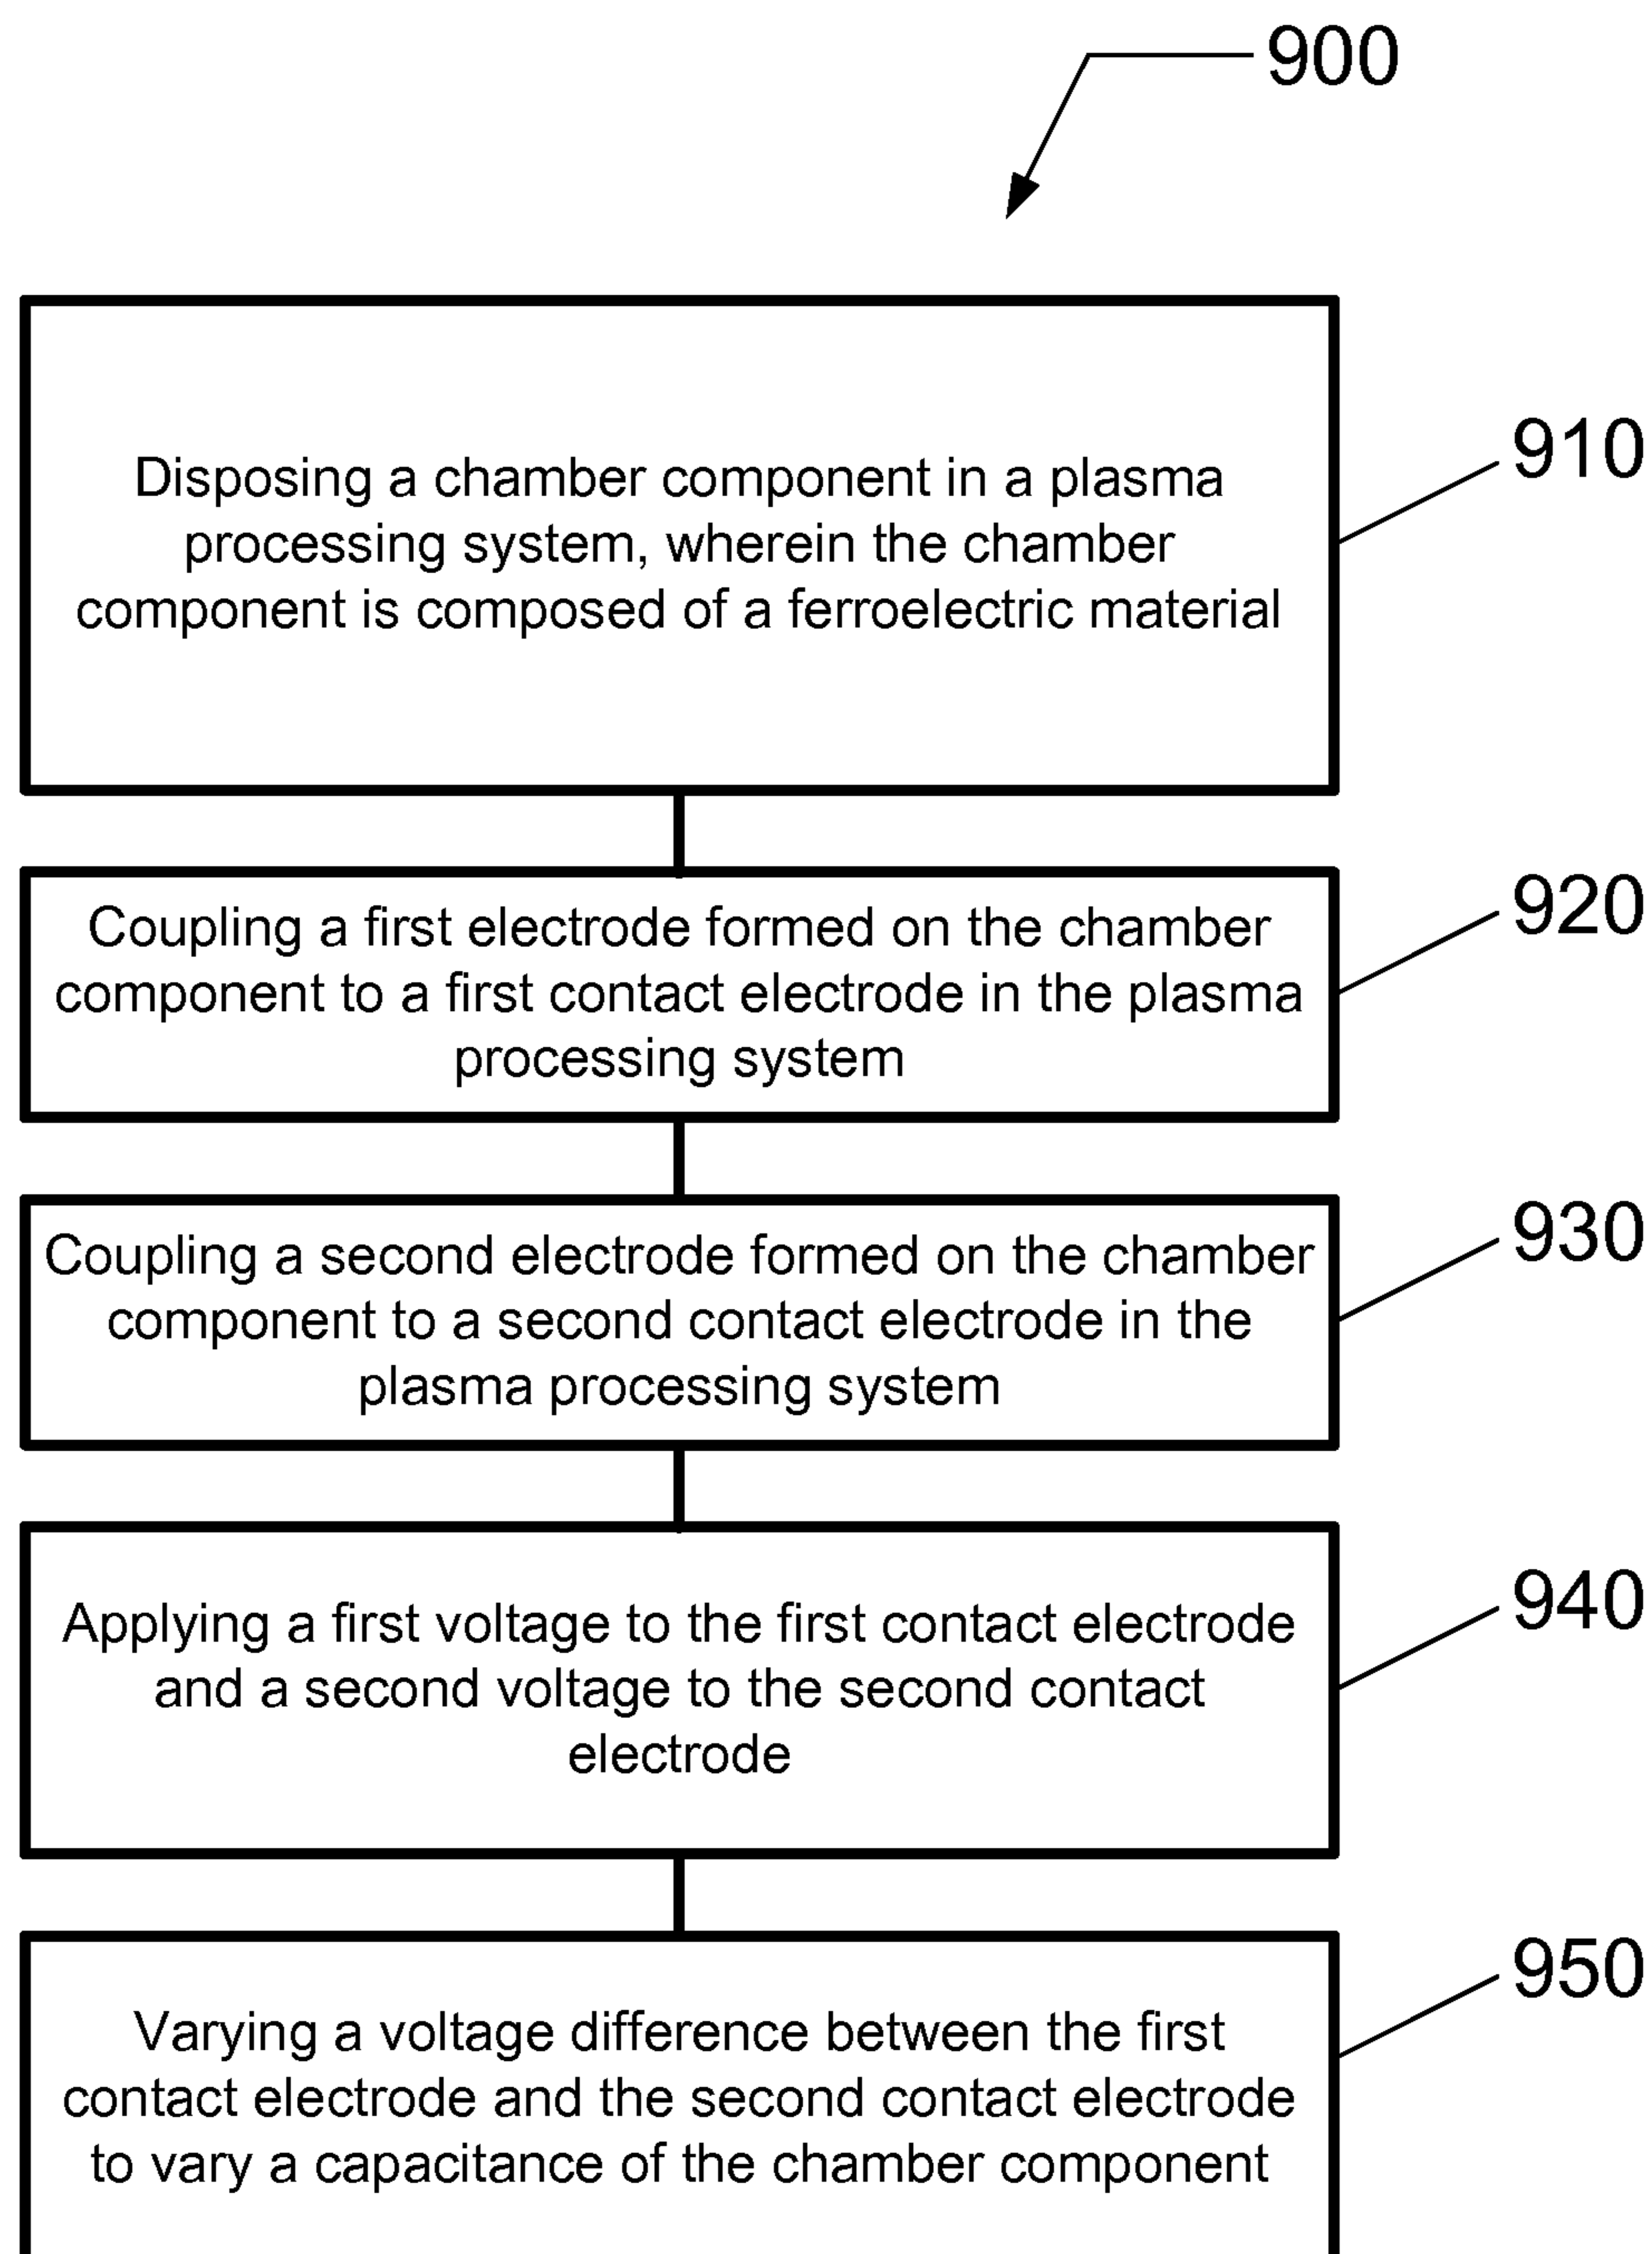 900
Disposing a chamber component in a plasma
processing system, wherein the chamber
component is composed of a ferroelectric material
910
Coupling a first electrode formed on the chamber
component to a first contact electrode in the plasma
processing system
920
Coupling a second electrode formed on the chamber
component to a second contact electrode in the
plasma processing system
930
Applying a first voltage to the first contact electrode
and a second voltage to the second contact
electrode
940
Varying a voltage difference between the first
contact electrode and the second contact electrode
to vary a capacitance of the chamber component
950